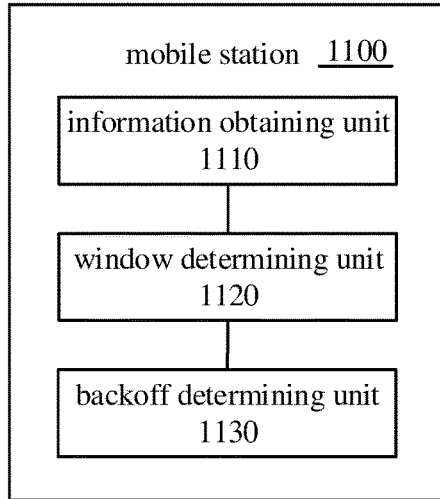 mobile station 1100
information obtaining unit
1110
window determining unit
1120
backoff determining unit
1130